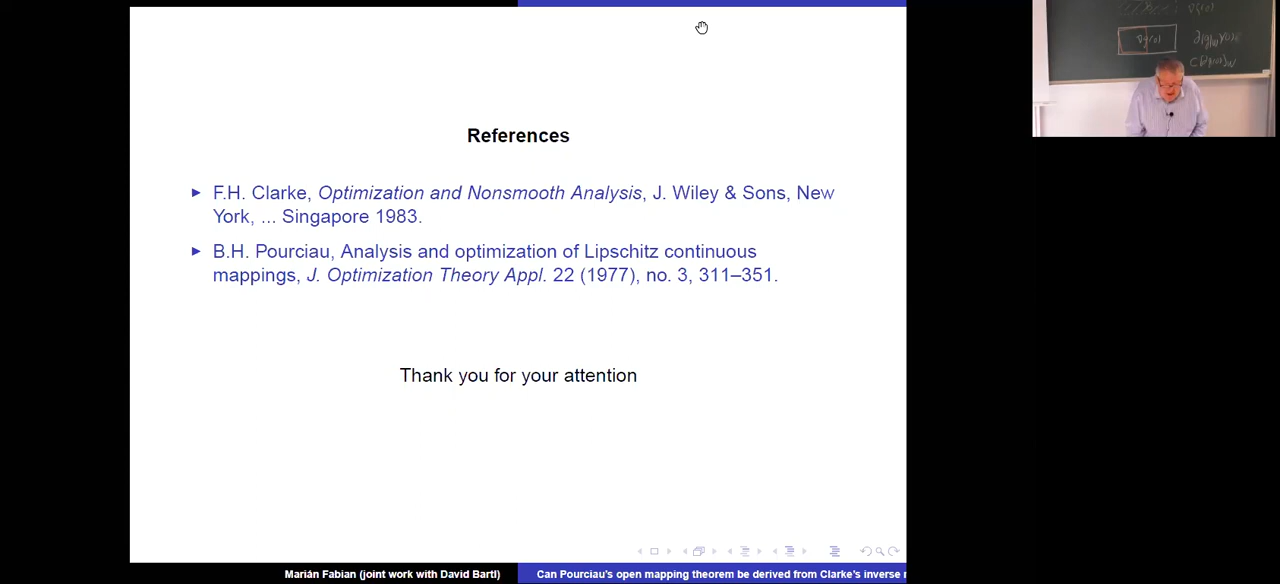 References
► F.H. Clarke, Optimization and Nonsmooth Analysis, J. Wiley & Sons, New
York, ... Singapore 1983.
► B.H. Pourciau, Analysis and optimization of Lipschitz continuous
mappings, J. Optimization Theory Appl. 22 (1977), no. 3, 311–351.
Thank you for your attention
Marián Fabian (joint work with David Bartl)
Can Pourciau's open mapping theorem be derived from Clarke's inverse